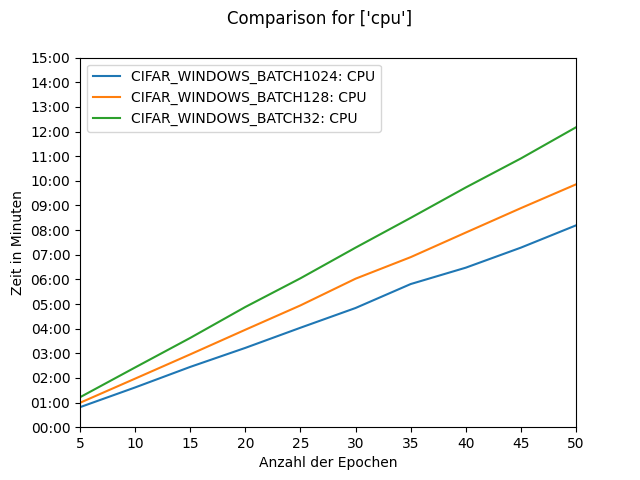 Comparison for ['cpu']
15:00
14:00
13:00
12:00
11:00
10:00
09:00
08:00
07:00
06:00
05:00
04:00
03:00
02:00
01:00
00:00
Zeit in Minuten
CIFAR_WINDOWS_BATCH1024: CPU
CIFAR_WINDOWS_BATCH128: CPU
CIFAR_WINDOWS_BATCH32: CPU
5 10 15 20 25 30 35 40 45 50
Anzahl der Epochen